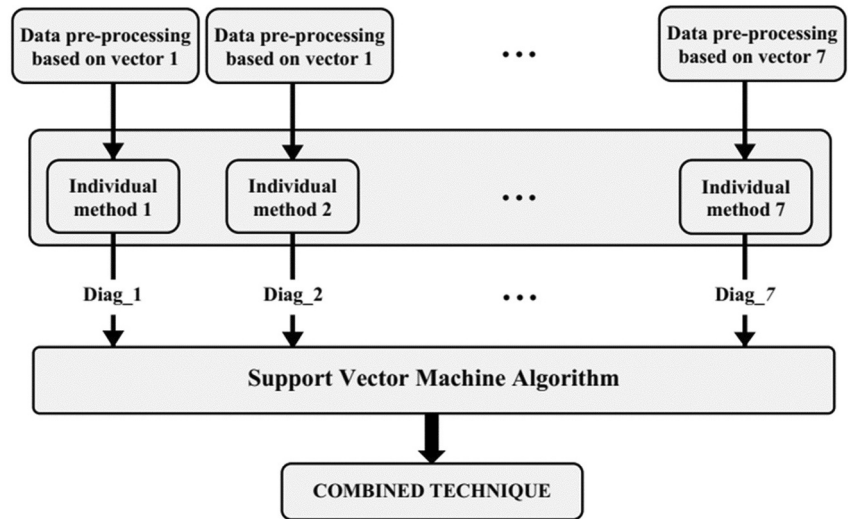 Data pre-processing
based on vector 1
Data pre-processing
based on vector 1
...
Data pre-processing
based on vector 7
Individual
method 1
Individual
method 2
...
Individual
method 7
Diag_1
Diag_2
...
Diag_7
Support Vector Machine Algorithm
COMBINED TECHNIQUE